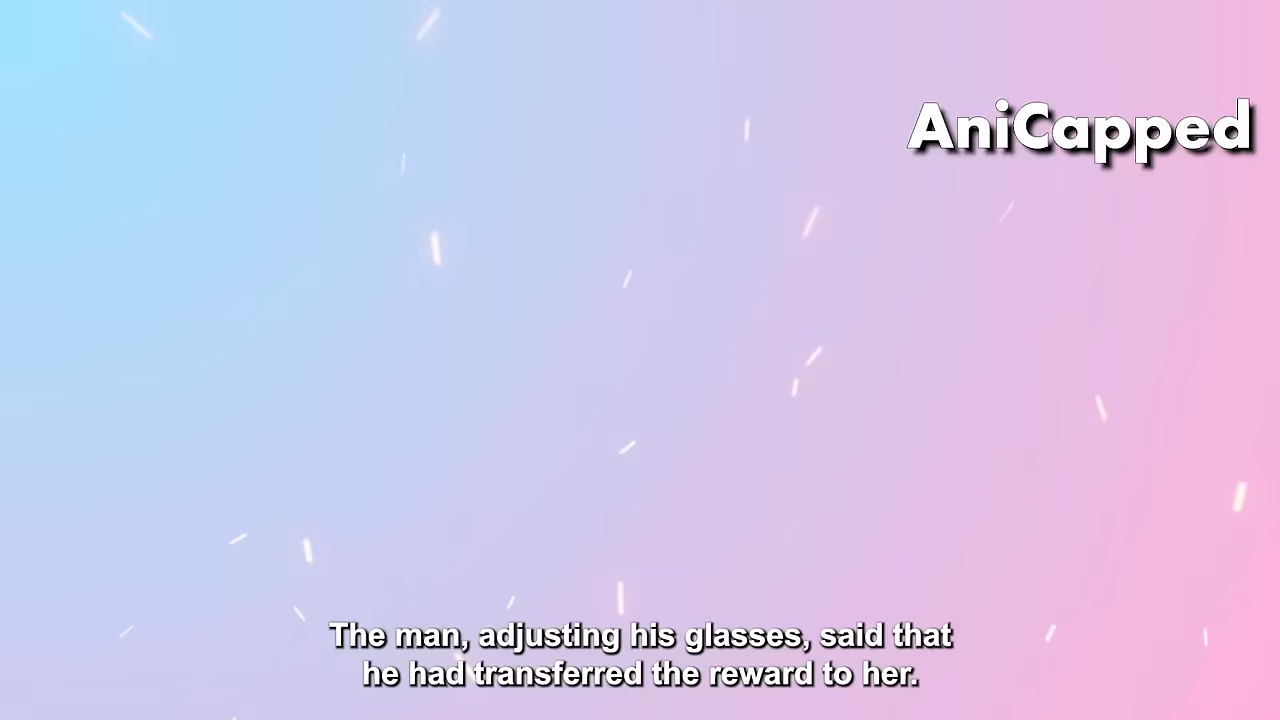 AniCapped
The man, adjusting his glasses, said that
he had transferred the reward to her.